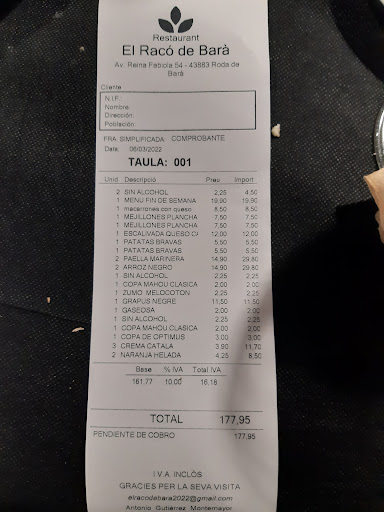 Restaurant
El Racó de Barà
Av. Reina Fabiola 54 - 43883 Roda de
Barà
Cliente
N.I.F.:
Nombre:
Dirección:
Población:
FRA. SIMPLIFICADA COMPROBANTE
Data: 06/03/2022
TAULA: 001
Unid Descripció Preu Import
2 SIN ALCOHOL 2,25 4,50
1 MENU FIN DE SEMANA 19,90 19,90
1 macarrones con queso 8,50 8,50
1 MEJILLONES PLANCHA 7,50 7,50
1 MEJILLONES PLANCHA 7,50 7,50
1 ESCALIVADA QUESO CA 12,00 12,00
1 PATATAS BRAVAS 5,50 5,50
1 PATATAS BRAVAS 5,50 5,50
2 PAELLA MARINERA 14,90 29,80
2 ARROZ NEGRO 14,90 29,80
1 SIN ALCOHOL 2,25 2,25
1 COPA MAHOU CLASICA 2,00 2,00
1 ZUMO MELOCOTON 2,25 2,25
1 GRAPUS NEGRE 11,50 11,50
1 GASEOSA 2,00 2,00
1 SIN ALCOHOL 2,25 2,25
1 COPA MAHOU CLASICA 2,00 2,00
1 COPA DE OPTIMUS 3,00 3,00
3 CREMA CATALA 3,90 11,70
2 NARANJA HELADA 4,25 8,50
Base % IVA Total IVA
161,77 10,00 16,18
TOTAL 177,95
PENDIENTE DE COBRO 177,95
I.V.A. INCLÒS
GRACIES PER LA SEVA VISITA
elracodebara2022@gmail.com
Antonio Gutiérrez Montemayor